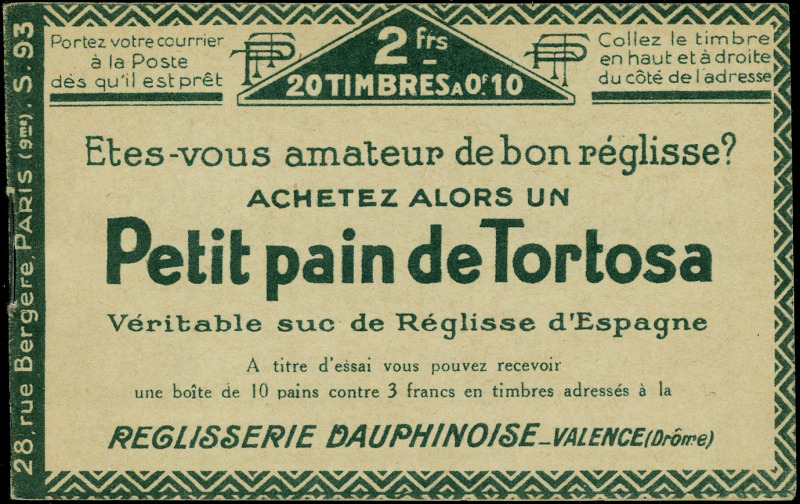 Portez votre courrier
à la Poste
dès qu'il est prêt
PTT
2 frs
20 TIMBRES A 0f.10
PTT
Collez le timbre
en haut et à droite
du côté de l'adresse
Etes-vous amateur de bon réglisse?
ACHETEZ ALORS UN
Petit pain de Tortosa
Véritable suc de Réglisse d'Espagne
A titre d'essai vous pouvez recevoir
une boîte de 10 pains contre 3 francs en timbres adressés à la
REGLISSERIE DAUPHINOISE - VALENCE (Drôme)
28, rue Bergère, PARIS (9me). S. 93